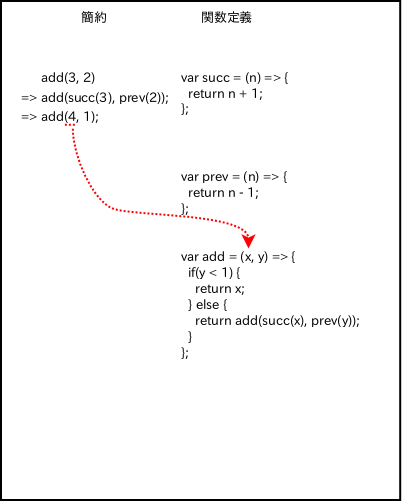 簡約
関数定義
add(3, 2)
=> add(succ(3), prev(2));
=> add(4, 1);
var succ = (n) => {
return n + 1;
};
var prev = (n) => {
return n - 1;
};
var add = (x, y) => {
if(y < 1) {
return x;
} else {
return add(succ(x), prev(y));
}
};